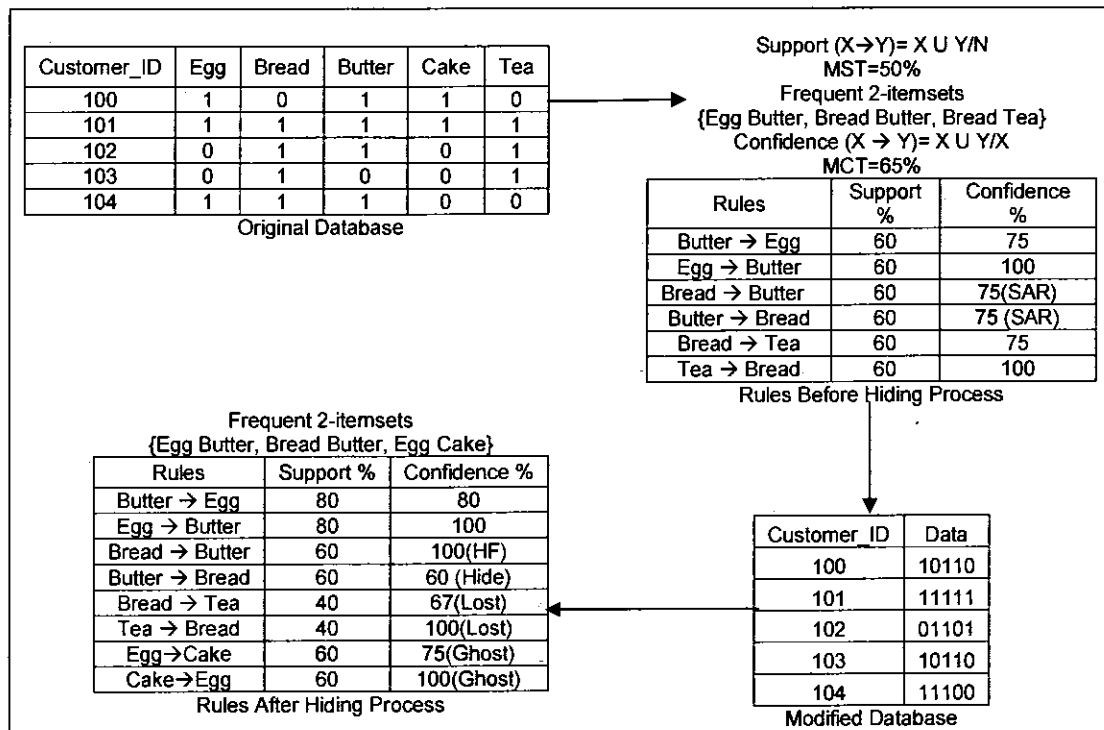 Customer_ID Egg Bread Butter Cake Tea
100 1 0 1 1 0
101 1 1 1 1 1
102 0 1 1 0 1
103 0 1 0 0 1
104 1 1 1 0 0
Original Database
Support (X→Y)= X U Y/N
MST=50%
Frequent 2-itemsets
{Egg Butter, Bread Butter, Bread Tea}
Confidence (X → Y)= X U Y/X
MCT=65%
Rules Support % Confidence %
Butter → Egg 60 75
Egg → Butter 60 100
Bread → Butter 60 75(SAR)
Butter → Bread 60 75 (SAR)
Bread → Tea 60 75
Tea → Bread 60 100
Rules Before Hiding Process
Frequent 2-itemsets
{Egg Butter, Bread Butter, Egg Cake}
Rules Support % Confidence %
Butter → Egg 80 80
Egg → Butter 80 100
Bread → Butter 60 100(HF)
Butter → Bread 60 60 (Hide)
Bread → Tea 40 67(Lost)
Tea → Bread 40 100(Lost)
Egg→Cake 60 75(Ghost)
Cake→Egg 60 100(Ghost)
Rules After Hiding Process
Customer_ID Data
100 10110
101 11111
102 01101
103 10110
104 11100
Modified Database